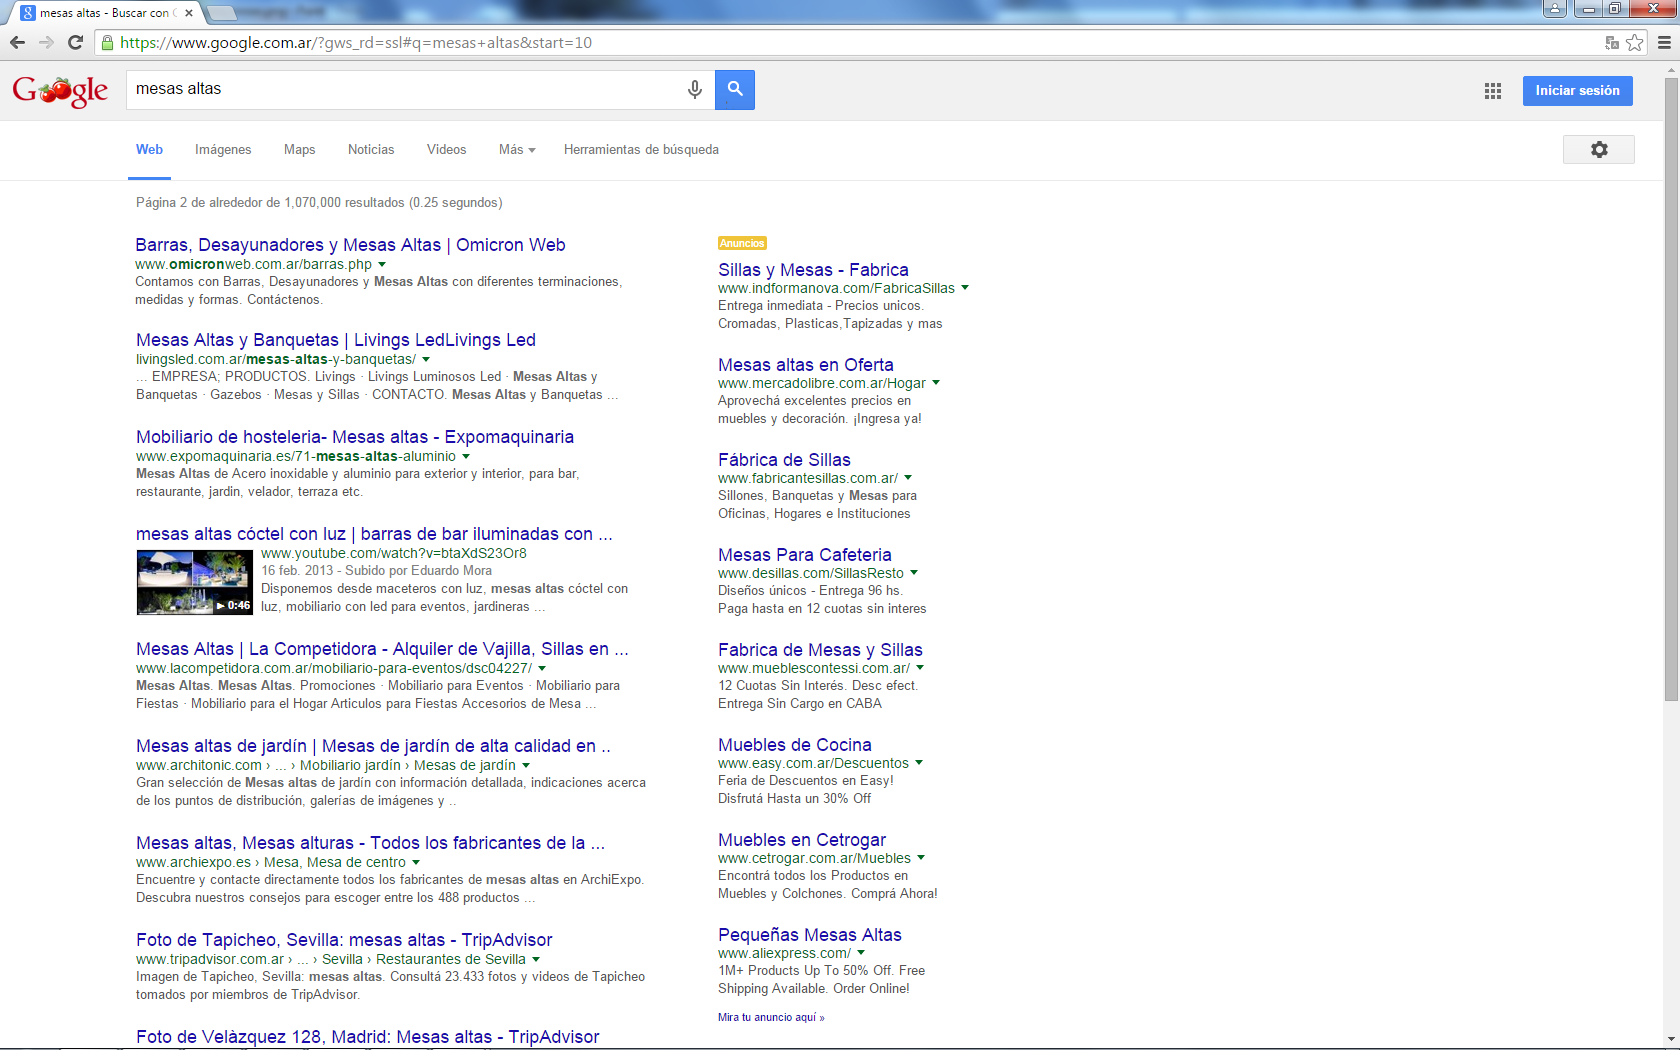 mesas altas - Buscar con G
https://www.google.com.ar/?gws_rd=ssl#q=mesas+altas&start=10
Google
mesas altas
Iniciar sesión
Web Imágenes Maps Noticias Videos Más Herramientas de búsqueda
Página 2 de alrededor de 1,070,000 resultados (0.25 segundos)
Barras, Desayunadores y Mesas Altas | Omicron Web
www.omicronweb.com.ar/barras.php
Contamos con Barras, Desayunadores y Mesas Altas con diferentes terminaciones,
medidas y formas. Contáctenos.
Mesas Altas y Banquetas | Livings LedLivings Led
livingsled.com.ar/mesas-altas-y-banquetas/
... EMPRESA; PRODUCTOS. Livings · Livings Luminosos Led · Mesas Altas y
Banquetas · Gazebos · Mesas y Sillas · CONTACTO. Mesas Altas y Banquetas ...
Mobiliario de hosteleria- Mesas altas - Expomaquinaria
www.expomaquinaria.es/71-mesas-altas-aluminio
Mesas Altas de Acero inoxidable y aluminio para exterior y interior, para bar,
restaurante, jardin, velador, terraza etc.
mesas altas cóctel con luz | barras de bar iluminadas con ...
www.youtube.com/watch?v=btaXdS23Or8
16 feb. 2013 - Subido por Eduardo Mora
Disponemos desde maceteros con luz, mesas altas cóctel con
luz, mobiliario con led para eventos, jardineras ...
0:46
Mesas Altas | La Competidora - Alquiler de Vajilla, Sillas en ...
www.lacompetidora.com.ar/mobiliario-para-eventos/dsc04227/
Mesas Altas. Mesas Altas. Promociones · Mobiliario para Eventos · Mobiliario para
Fiestas · Mobiliario para el Hogar Articulos para Fiestas Accesorios de Mesa ...
Mesas altas de jardín | Mesas de jardín de alta calidad en ..
www.architonic.com › ... › Mobiliario jardín › Mesas de jardín
Gran selección de Mesas altas de jardín con información detallada, indicaciones acerca
de los puntos de distribución, galerías de imágenes y ..
Mesas altas, Mesas alturas - Todos los fabricantes de la ...
www.archiexpo.es › Mesa, Mesa de centro
Encuentre y contacte directamente todos los fabricantes de mesas altas en ArchiExpo.
Descubra nuestros consejos para escoger entre los 488 productos ...
Foto de Tapicheo, Sevilla: mesas altas - TripAdvisor
www.tripadvisor.com.ar › ... › Sevilla › Restaurantes de Sevilla
Imagen de Tapicheo, Sevilla: mesas altas. Consultá 23.433 fotos y videos de Tapicheo
tomados por miembros de TripAdvisor.
Foto de Velàzquez 128, Madrid: Mesas altas - TripAdvisor
Anuncios
Sillas y Mesas - Fabrica
www.indformanova.com/FabricaSillas
Entrega inmediata - Precios unicos.
Cromadas, Plasticas,Tapizadas y mas
Mesas altas en Oferta
www.mercadolibre.com.ar/Hogar
Aprovechá excelentes precios en
muebles y decoración. ¡Ingresa ya!
Fábrica de Sillas
www.fabricantesillas.com.ar/
Sillones, Banquetas y Mesas para
Oficinas, Hogares e Instituciones
Mesas Para Cafeteria
www.desillas.com/SillasResto
Diseños únicos - Entrega 96 hs.
Paga hasta en 12 cuotas sin interes
Fabrica de Mesas y Sillas
www.mueblescontessi.com.ar/
12 Cuotas Sin Interés. Desc efect.
Entrega Sin Cargo en CABA
Muebles de Cocina
www.easy.com.ar/Descuentos
Feria de Descuentos en Easy!
Disfrutá Hasta un 30% Off
Muebles en Cetrogar
www.cetrogar.com.ar/Muebles
Encontrá todos los Productos en
Muebles y Colchones. Comprá Ahora!
Pequeñas Mesas Altas
www.aliexpress.com/
1M+ Products Up To 50% Off. Free
Shipping Available. Order Online!
Mira tu anuncio aquí »